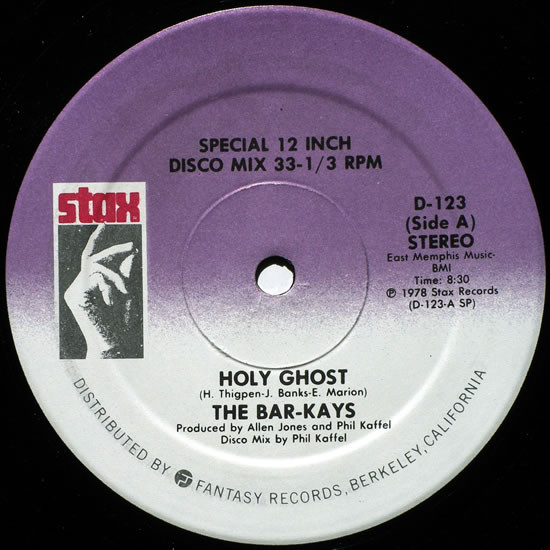 SPECIAL 12 INCH
DISCO MIX 33-1/3 RPM
stax
D-123
(Side A)
STEREO
East Memphis Music-
BMI
Time: 8:30
℗ 1978 Stax Records
(D-123-A SP)
HOLY GHOST
(H. Thigpen-J. Banks-E. Marion)
THE BAR-KAYS
Produced by Allen Jones and Phil Kaffel
Disco Mix by Phil Kaffel
DISTRIBUTED BY FANTASY RECORDS, BERKELEY, CALIFORNIA